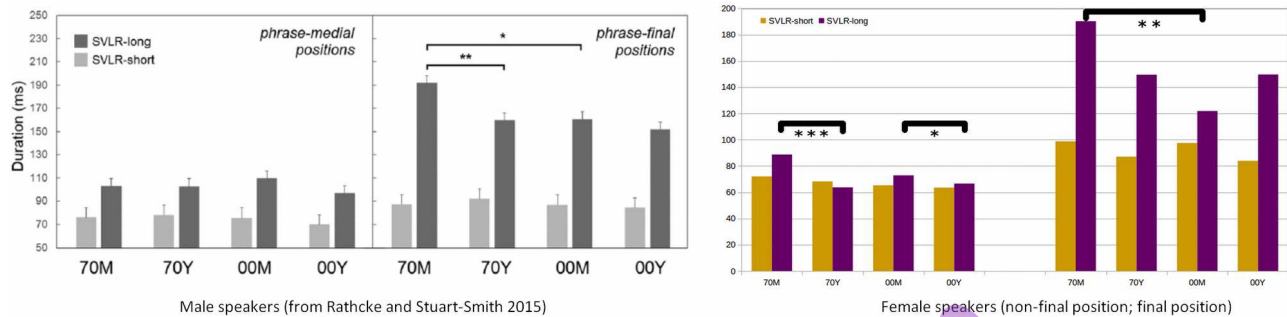 phrase-medial
positions
phrase-final
positions
SVLR-long
SVLR-short
Duration (ms)
250
230
210
190
170
150
130
110
90
70
50
*
**
70M 70Y 00M 00Y 70M 70Y 00M 00Y
Male speakers (from Rathcke and Stuart-Smith 2015)
SVLR-short SVLR-long
200
180
160
140
120
100
80
60
40
20
0
***
*
**
70M 70Y 00M 00Y 70M 70Y 00M 00Y
Female speakers (non-final position; final position)